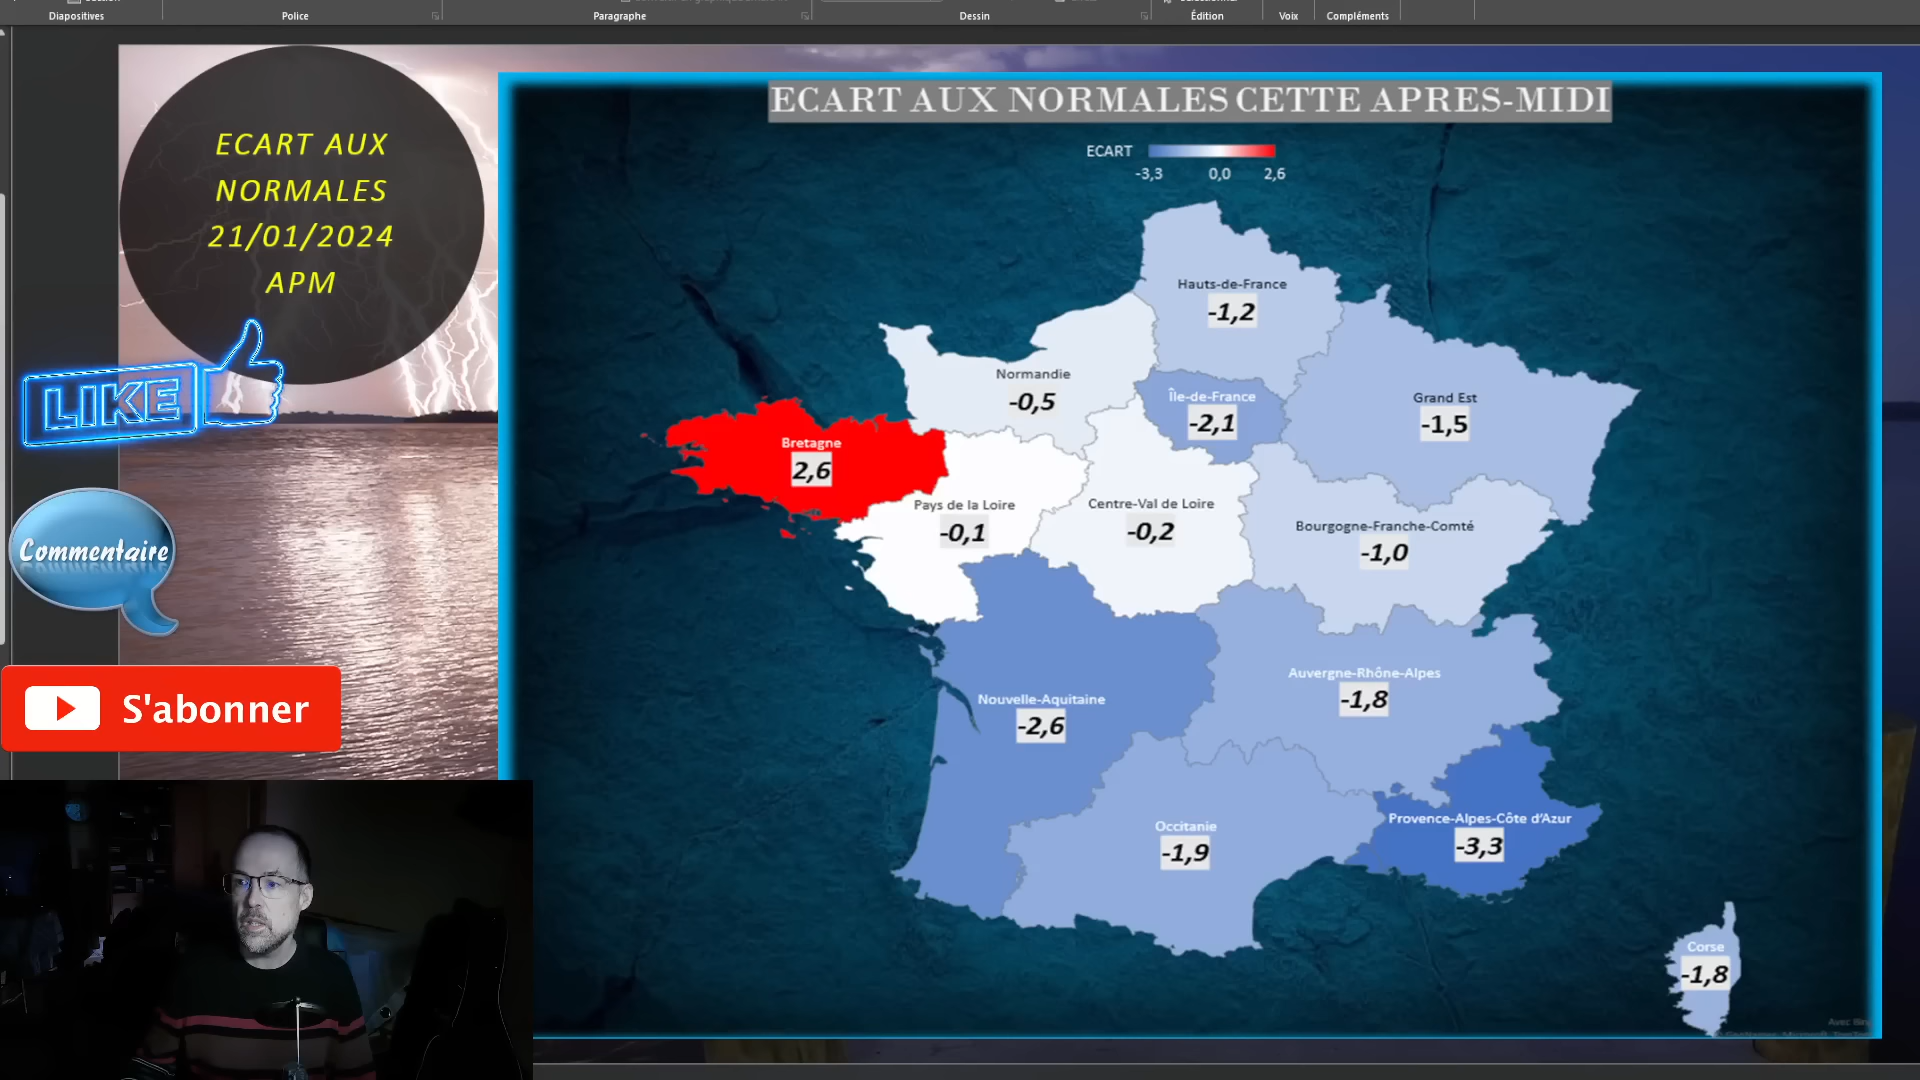 Diapositives
Police
Paragraphe
Dessin
Édition
Voix
Compléments
ECART AUX
NORMALES
21/01/2024
APM
LIKE
Commentaire
S'abonner
ECART AUX NORMALES CETTE APRES-MIDI
ECART
-3,3 0,0 2,6
Hauts-de-France
-1,2
Normandie
-0,5
Île-de-France
-2,1
Grand Est
-1,5
Bretagne
2,6
Pays de la Loire
-0,1
Centre-Val de Loire
-0,2
Bourgogne-Franche-Comté
-1,0
Auvergne-Rhône-Alpes
-1,8
Nouvelle-Aquitaine
-2,6
Occitanie
-1,9
Provence-Alpes-Côte d'Azur
-3,3
Corse
-1,8